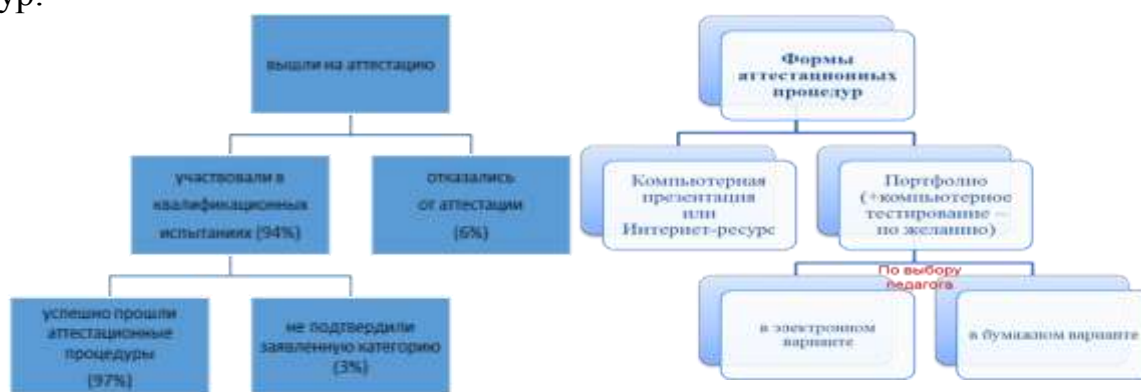 ур.
вышли на аттестацию
участвовали в
квалификационных
испытаниях (94%)
отказались
от аттестации
(6%)
успешно прошли
аттестационные
процедуры
(97%)
не подтвердили
заявленную категорию
(3%)
Формы
аттестационных
процедур
Компьютерная
презентация
или
Интернет-ресурс
Портфолио
(+компьютерное
тестирование –
по желанию)
По выбору
педагога
в электронном
варианте
в бумажном варианте